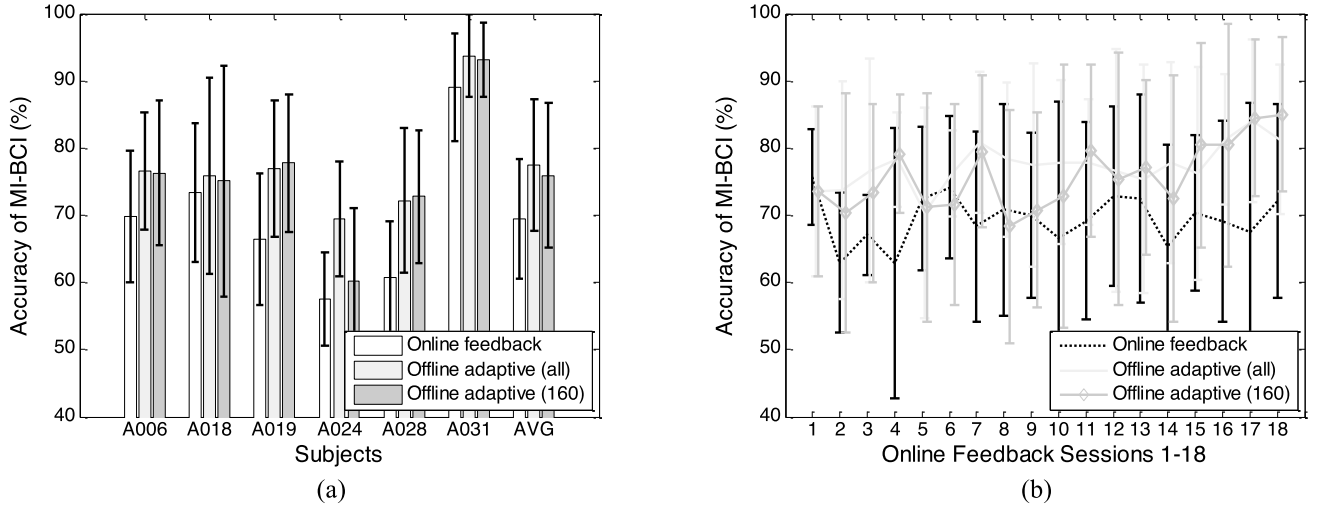 100
90
80
70
60
50
40
Accuracy of MI-BCI (%)
A006 A018 A019 A024 A028 A031 AVG
Subjects
Online feedback
Offline adaptive (all)
Offline adaptive (160)
(a)
100
90
80
70
60
50
40
Accuracy of MI-BCI (%)
1 2 3 4 5 6 7 8 9 10 11 12 13 14 15 16 17 18
Online Feedback Sessions 1-18
Online feedback
Offline adaptive (all)
Offline adaptive (160)
(b)